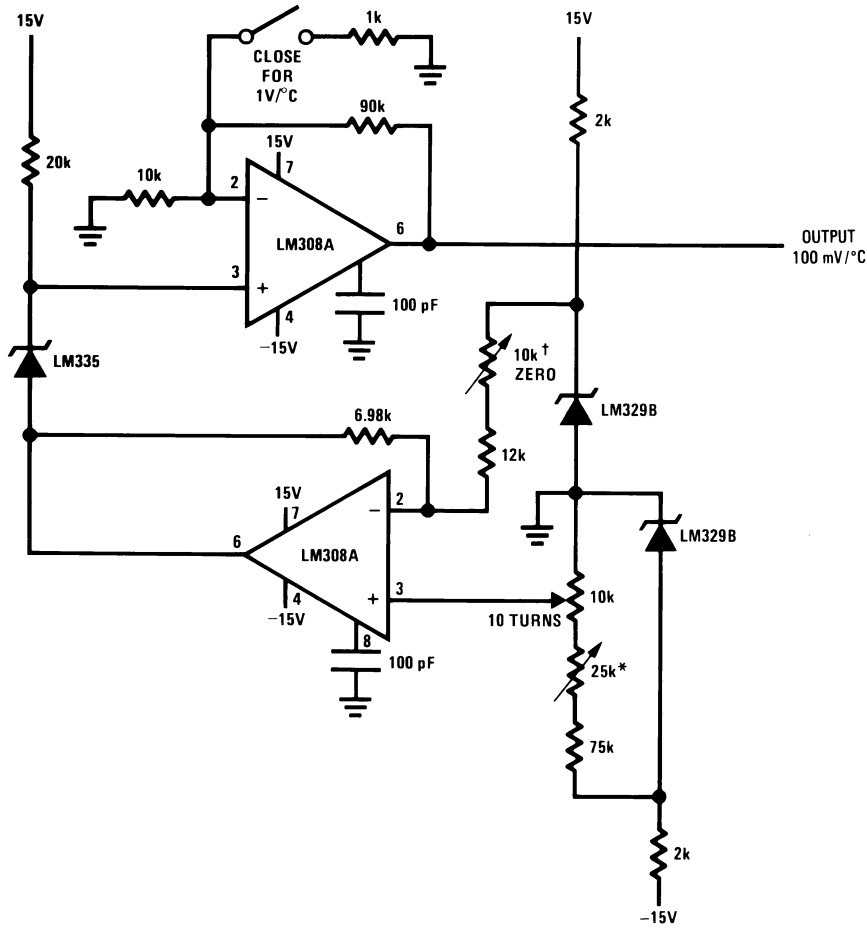 15V
1k
15V
CLOSE
FOR
1V/°C
90k
2k
20k
15V
7
10k
2
−
LM308A
6
OUTPUT
100 mV/°C
3
+
100 pF
4
−15V
LM335
10k†
ZERO
LM329B
6.98k
12k
15V
7
2
−
LM329B
6
LM308A
3
+
10k
4
−15V
10 TURNS
8
100 pF
25k*
75k
2k
−15V